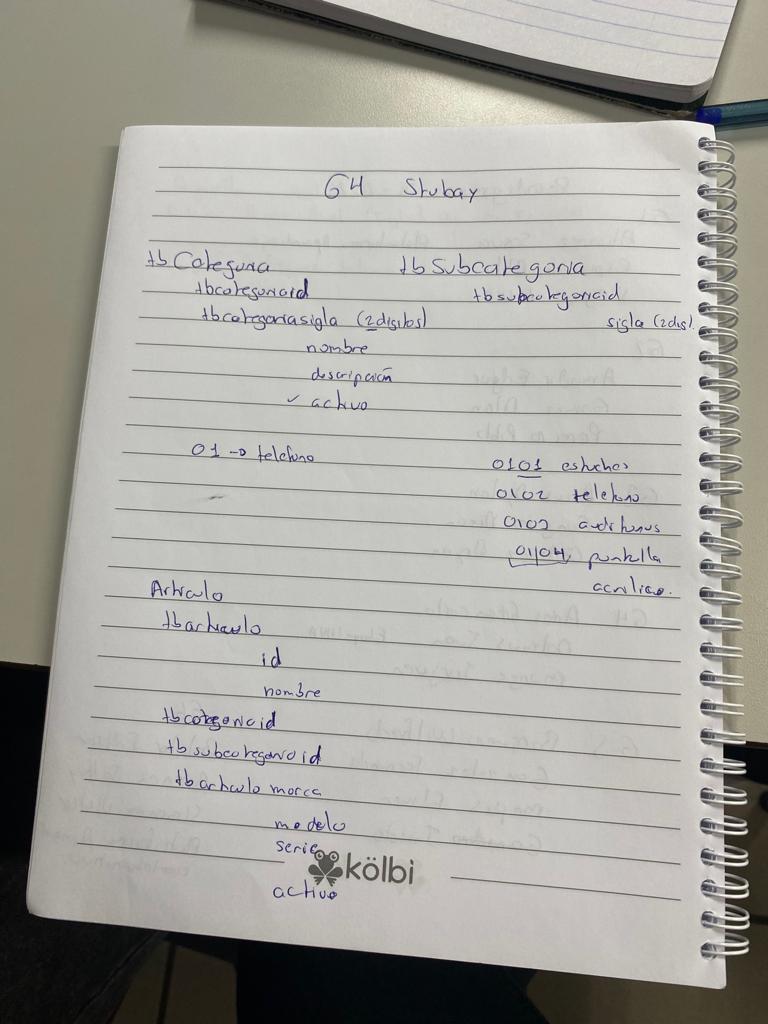 G4 Stubay
tbCategoria tbSubcategoria
tbcategoriaid tbsubcategoriaid
tbcategoriasigla (2digitos) sigla (2dig).
nombre
descripción
✓ activo
01 → telefono 0101 estuches
0102 telefono
0103 audifonos
0104 pantalla
acrilico.
Articulo
tbarticulo
id
nombre
tbcategoriaid
tbsubcategoriaid
tbarticulo marca
modelo
serie
kölbi
activo